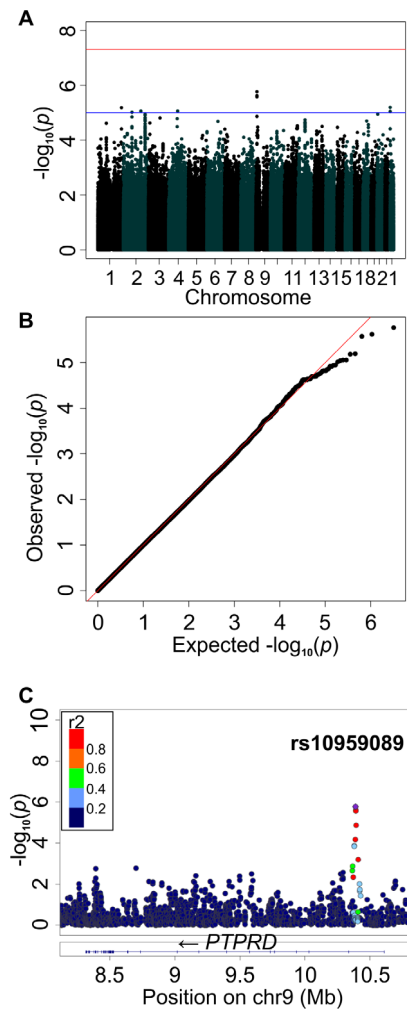 A
8
6
4
2
0
-log₁₀(p)
1 2 3 4 5 6 7 8 9 11 13 15 18 21
Chromosome
B
5
4
3
2
1
0
Observed -log₁₀(p)
0 1 2 3 4 5 6
Expected -log₁₀(p)
C
10
8
6
4
2
0
-log₁₀(p)
r2
0.8
0.6
0.4
0.2
rs10959089
← PTPRD
8.5 9 9.5 10 10.5
Position on chr9 (Mb)